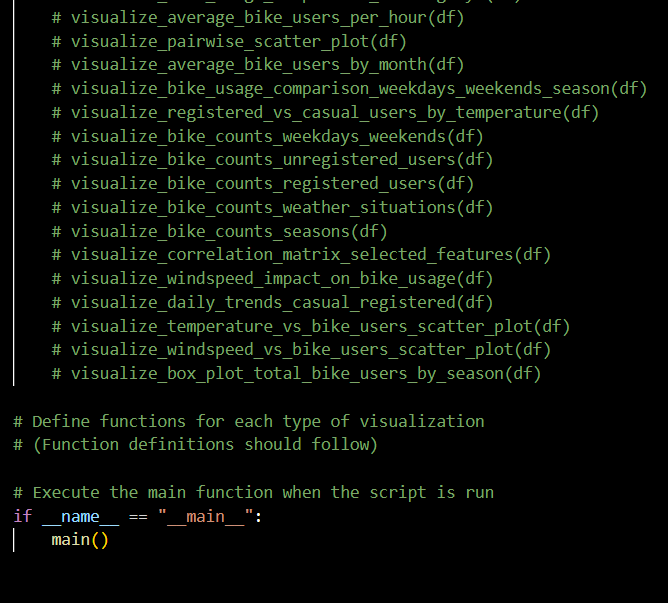 # visualize_average_bike_users_per_hour(df)
# visualize_pairwise_scatter_plot(df)
# visualize_average_bike_users_by_month(df)
# visualize_bike_usage_comparison_weekdays_weekends_season(df)
# visualize_registered_vs_casual_users_by_temperature(df)
# visualize_bike_counts_weekdays_weekends(df)
# visualize_bike_counts_unregistered_users(df)
# visualize_bike_counts_registered_users(df)
# visualize_bike_counts_weather_situations(df)
# visualize_bike_counts_seasons(df)
# visualize_correlation_matrix_selected_features(df)
# visualize_windspeed_impact_on_bike_usage(df)
# visualize_daily_trends_casual_registered(df)
# visualize_temperature_vs_bike_users_scatter_plot(df)
# visualize_windspeed_vs_bike_users_scatter_plot(df)
# visualize_box_plot_total_bike_users_by_season(df)
# Define functions for each type of visualization
# (Function definitions should follow)
# Execute the main function when the script is run
if __name__ == "__main__":
main()